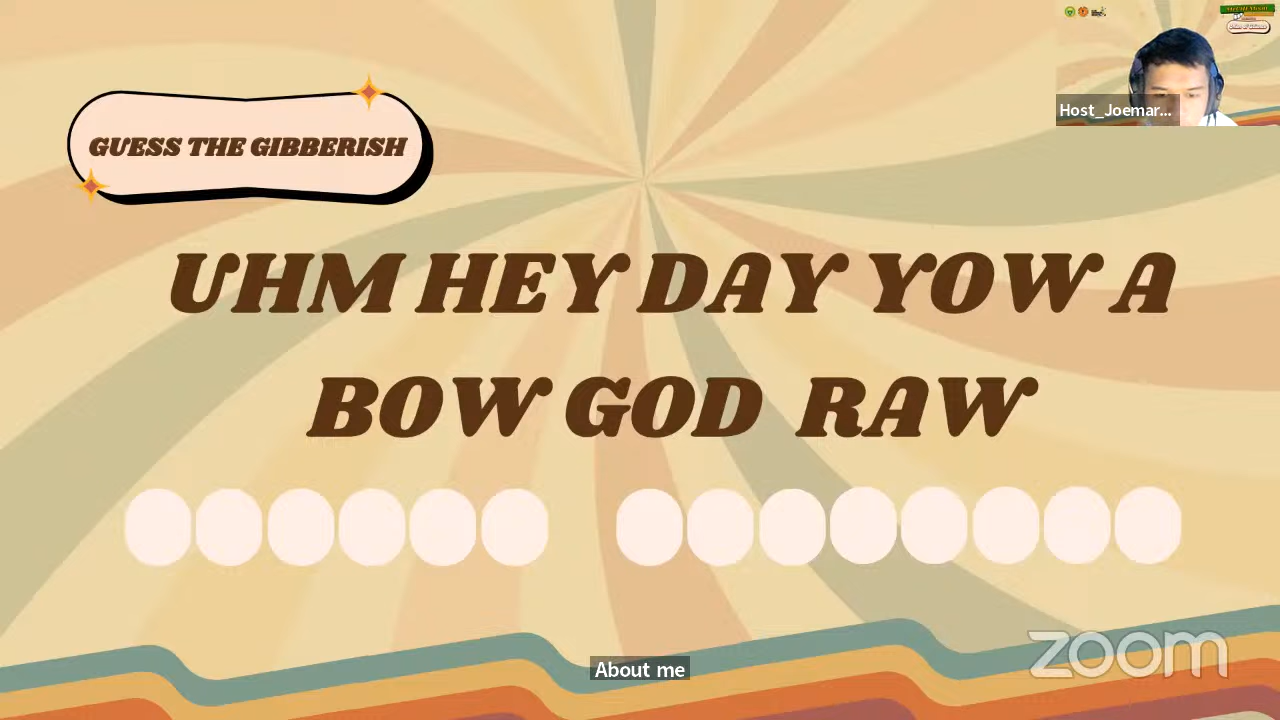 Host_Joemar...
GUESS THE GIBBERISH
UHM HEY DAY YOW A
BOW GOD RAW
About me
zoom